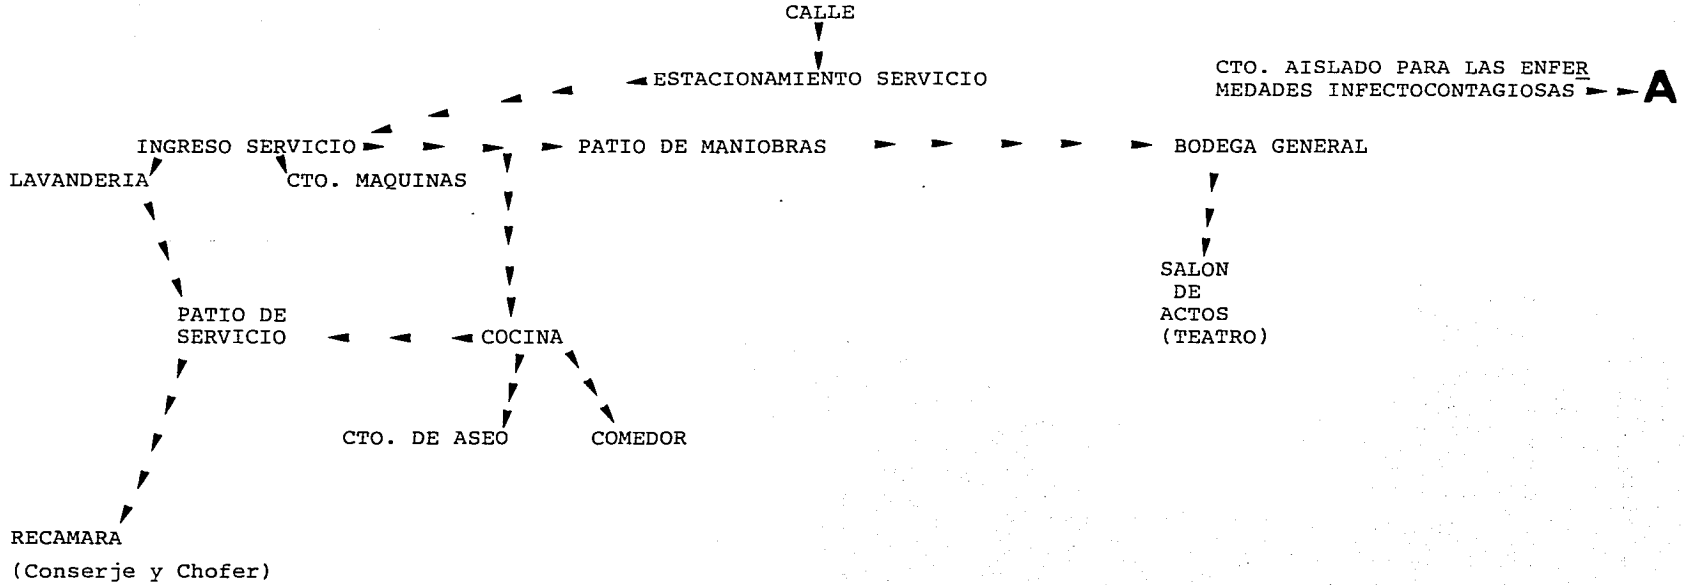 CALLE
ESTACIONAMIENTO SERVICIO
CTO. AISLADO PARA LAS ENFER
MEDADES INFECTOCONTAGIOSAS
A
INGRESO SERVICIO
PATIO DE MANIOBRAS
BODEGA GENERAL
LAVANDERIA
CTO. MAQUINAS
SALON
DE
ACTOS
(TEATRO)
PATIO DE
SERVICIO
COCINA
CTO. DE ASEO
COMEDOR
RECAMARA
(Conserje y Chofer)